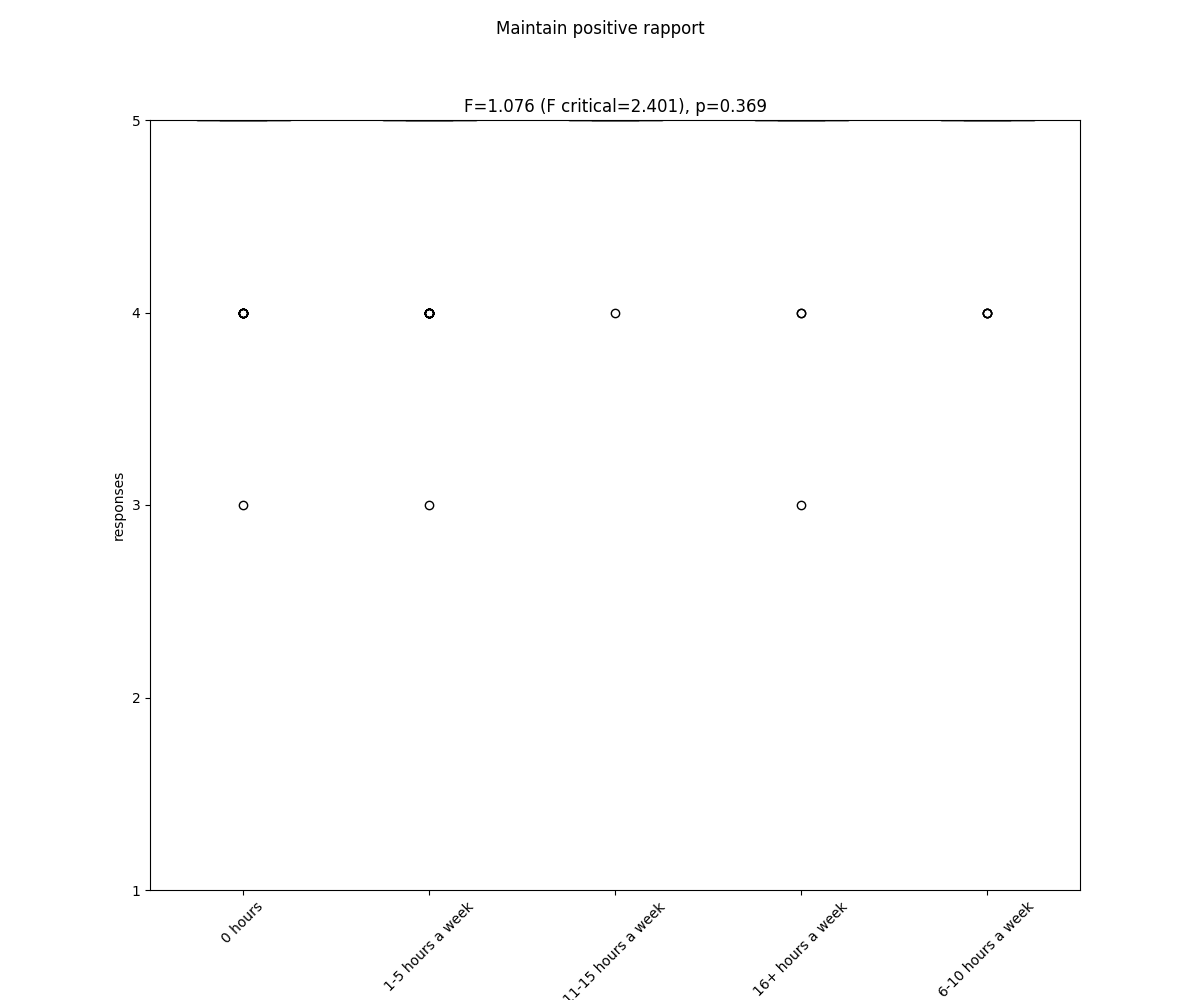 Maintain positive rapport
F=1.076 (F critical=2.401), p=0.369
5
4
3
2
1
responses
0 hours
1-5 hours a week
11-15 hours a week
16+ hours a week
6-10 hours a week